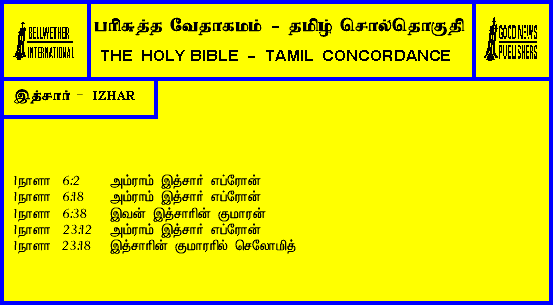 BELLWETHER
INTERNATIONAL
பரிசுத்த வேதாகமம் - தமிழ் சொல்தொகுதி
THE HOLY BIBLE - TAMIL CONCORDANCE
GOOD NEWS
PUBLISHERS
இத்சார் - IZHAR
1நாளா 6:2 அம்ராம் இத்சார் எப்ரோன்
1நாளா 6:18 அம்ராம் இத்சார் எப்ரோன்
1நாளா 6:38 இவன் இத்சாரின் குமாரன்
1நாளா 23:12 அம்ராம் இத்சார் எப்ரோன்
1நாளா 23:18 இத்சாரின் குமாரரில் செலோமித்